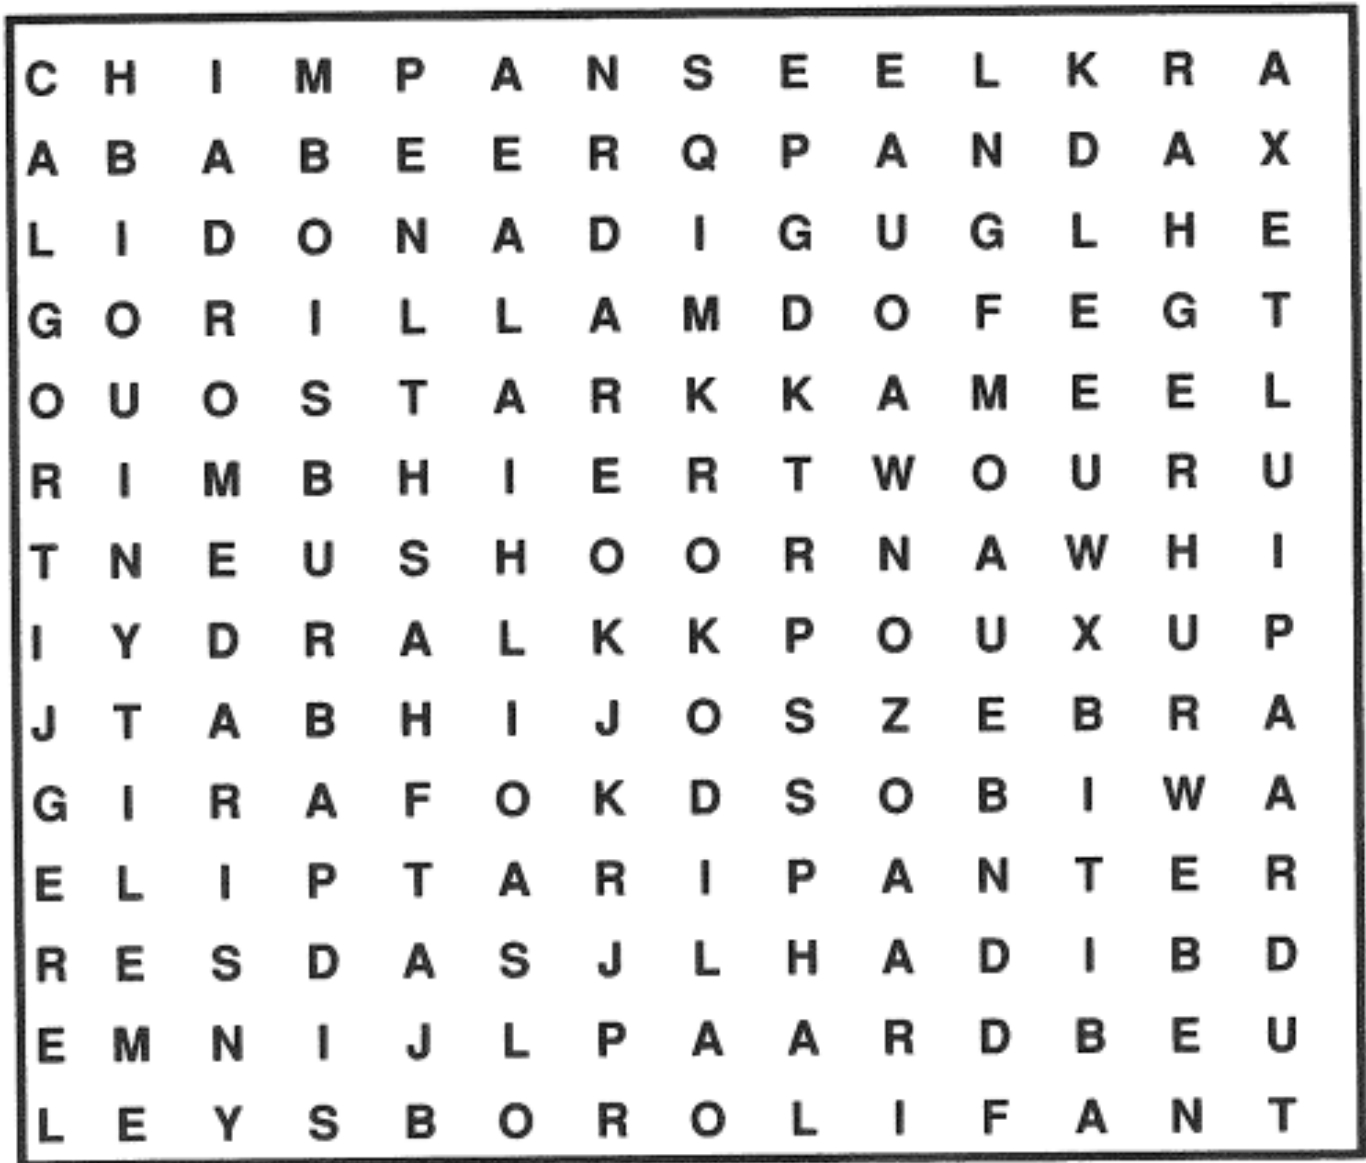 C H I M P A N S E E L K R A
A B A B E E R Q P A N D A X
L I D O N A D I G U G L H E
G O R I L L A M D O F E G T
O U O S T A R K K A M E E L
R I M B H I E R T W O U R U
T N E U S H O O R N A W H I
I Y D R A L K K P O U X U P
J T A B H I J O S Z E B R A
G I R A F O K D S O B I W A
E L I P T A R I P A N T E R
R E S D A S J L H A D I B D
E M N I J L P A A R D B E U
L E Y S B O R O L I F A N T